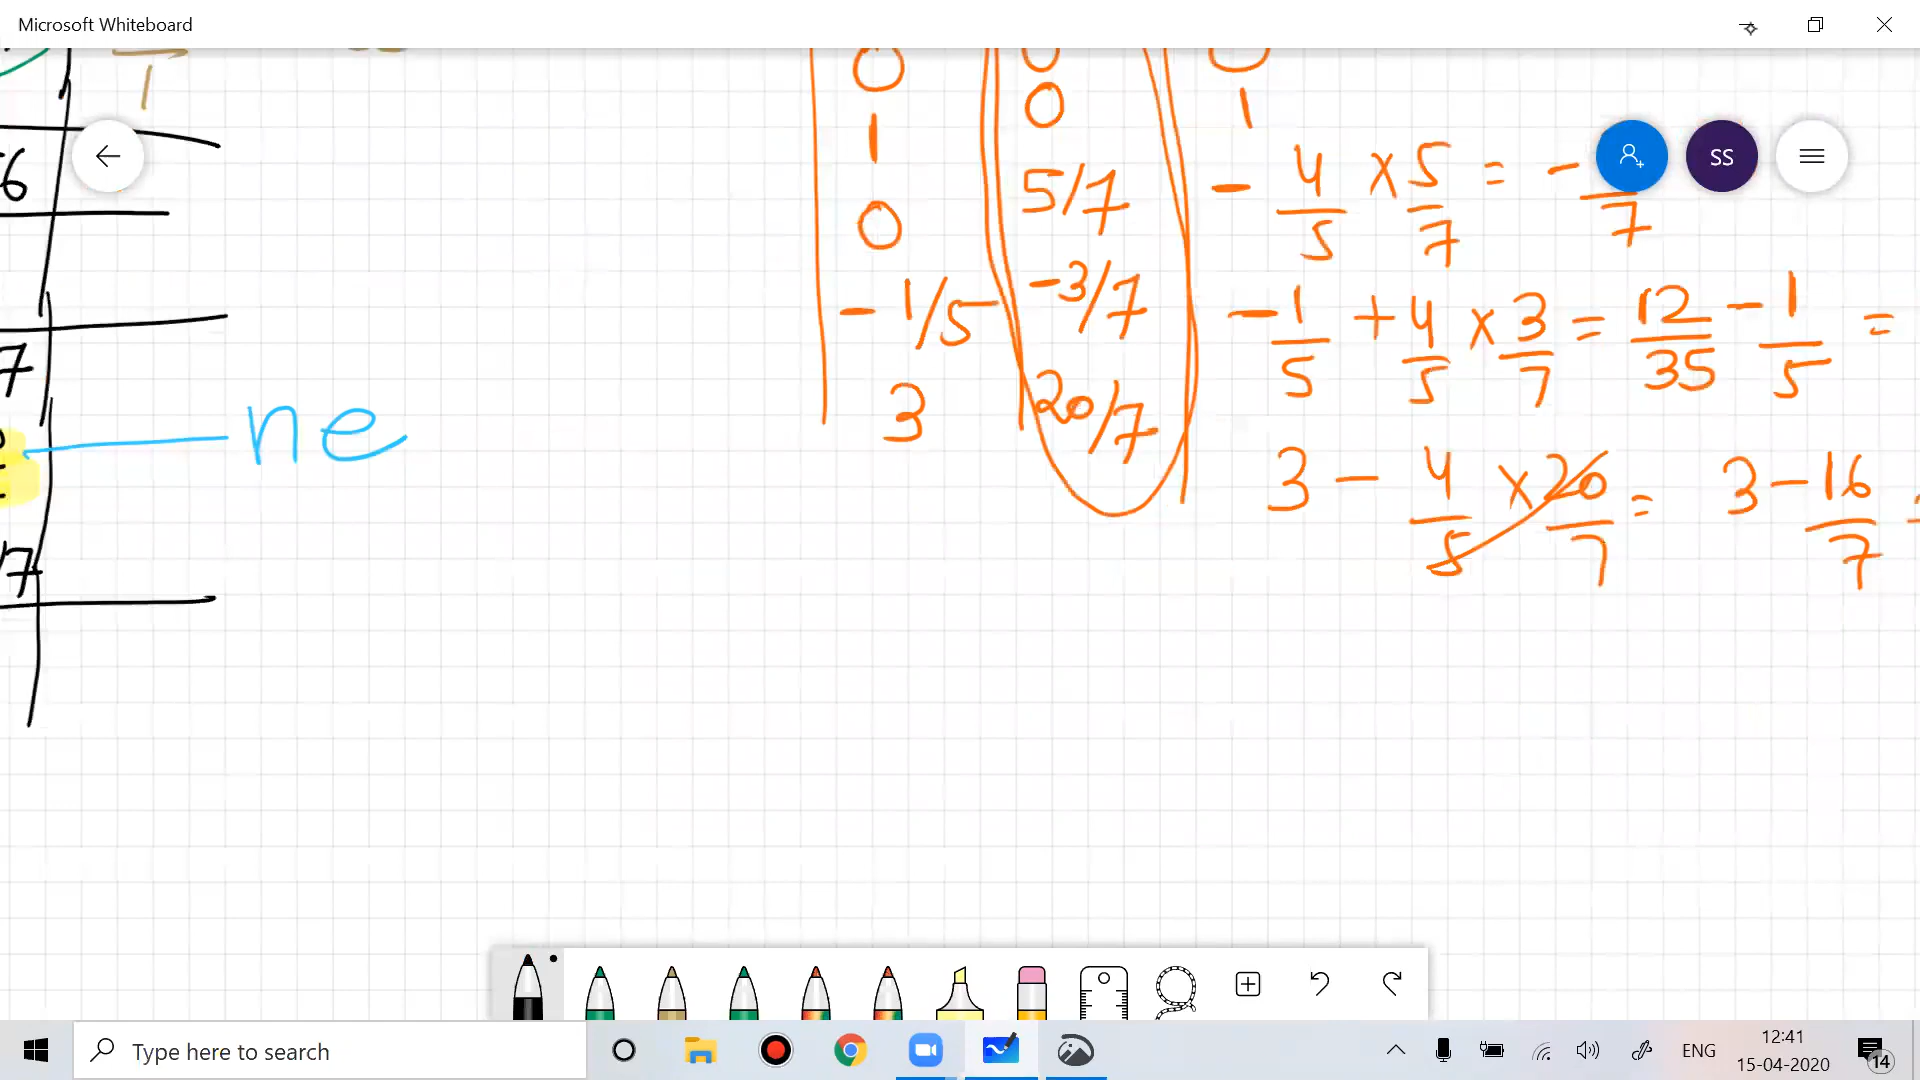 Microsoft Whiteboard
1
6
7
ne
7
0 0 0
1 0 1
0 5/7 - 4/5 × 5/7 = - /7
-1/5 -3/7 -1/5 + 4/5 × 3/7 = 12/35 - 1/5 =
3 20/7 3 - 4/5 × 20/7 = 3 - 16/7
SS
Type here to search
ENG
12:41
15-04-2020
14